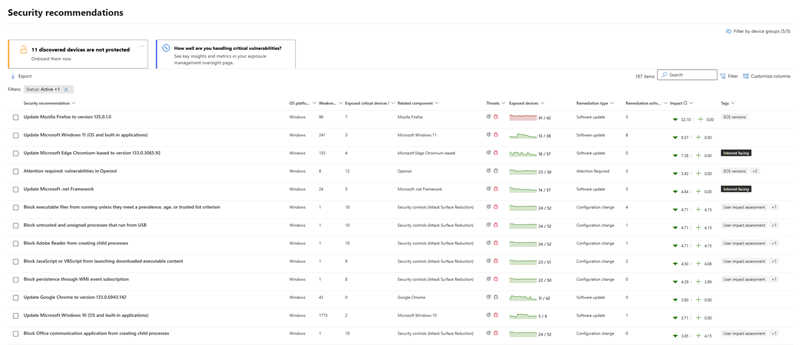 Security recommendations
Filter by device groups (5/5)
11 discovered devices are not protected
Onboard them now
How well are you handling critical vulnerabilities?
See key insights and metrics in your exposure
management oversight page.
Export
187 items Search Filter Customize columns
Filters: Status: Active +1
Security recommendation OS platfo... Weakne... Exposed critical devices Related component Threats Exposed devices Remediation type Remediation activ... Impact Tags
Update Mozilla Firefox to version 135.0.1.0 Windows 96 7 Mozilla Firefox 41 / 42 Software update 5 32.10 0.00 EOS versions
Update Microsoft Windows 11 (OS and built-in applications) Windows 241 3 Microsoft Windows 11 13 / 38 Software update 8 8.27 0.00
Update Microsoft Edge Chromium-based to version 133.0.3065.92 Windows 153 4 Microsoft Edge Chromium-based 16 / 37 Software update 0 7.38 0.00 Internet facing
Attention required: vulnerabilities in Openssl Windows 8 12 Openssl 23 / 30 Attention Required 3 5.43 0.00 EOS versions +2
Update Microsoft .net Framework Windows 24 5 Microsoft .net Framework 14 / 57 Software update 3 4.84 0.00 Internet facing
Block executable files from running unless they meet a prevalence, age, or trusted list criterion Windows 1 10 Security controls (Attack Surface Reduction) 24 / 52 Configuration change 4 4.71 4.15 User impact assessment +1
Block untrusted and unsigned processes that run from USB Windows 1 10 Security controls (Attack Surface Reduction) 24 / 52 Configuration change 1 4.71 4.15 User impact assessment +1
Block Adobe Reader from creating child processes Windows 1 10 Security controls (Attack Surface Reduction) 24 / 52 Configuration change 1 4.71 4.15 User impact assessment +1
Block JavaScript or VBScript from launching downloaded executable content Windows 1 9 Security controls (Attack Surface Reduction) 23 / 51 Configuration change 2 4.50 4.06 User impact assessment +1
Block persistence through WMI event subscription Windows 1 8 Security controls (Attack Surface Reduction) 22 / 50 Configuration change 0 4.28 3.98 User impact assessment +1
Update Google Chrome to version 133.0.6943.142 Windows 43 0 Google Chrome 11 / 42 Software update 0 3.80 0.00
Update Microsoft Windows 10 (OS and built-in applications) Windows 1715 2 Microsoft Windows 10 5 / 9 Software update 1 3.71 0.00
Block Office communication application from creating child processes Windows 1 10 Security controls (Attack Surface Reduction) 24 / 52 Configuration change 0 3.65 4.15 User impact assessment +1